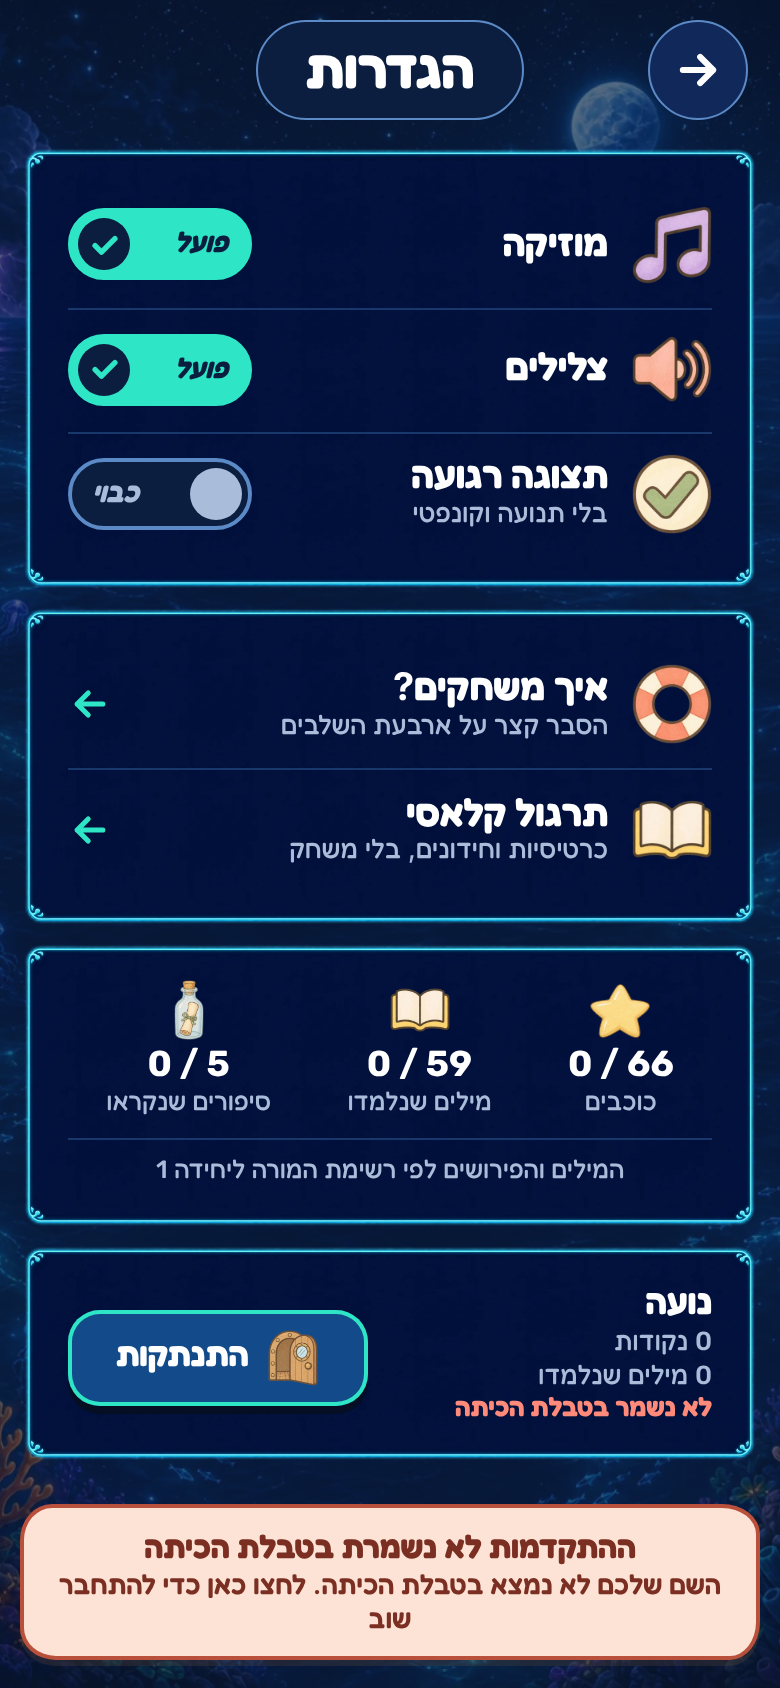 הגדרות
מוזיקה
פועל
צלילים
פועל
תצוגה רגועה
בלי תנועה וקונפטי
כבוי
איך משחקים?
הסבר קצר על ארבעת השלבים
תרגול קלאסי
כרטיסיות וחידונים, בלי משחק
0 / 66
כוכבים
0 / 59
מילים שנלמדו
0 / 5
סיפורים שנקראו
המילים והפירושים לפי רשימת המורה ליחידה 1
נועה
0 נקודות
0 מילים שנלמדו
לא נשמר בטבלת הכיתה
התנתקות
ההתקדמות לא נשמרת בטבלת הכיתה
השם שלכם לא נמצא בטבלת הכיתה. לחצו כאן כדי להתחבר
שוב